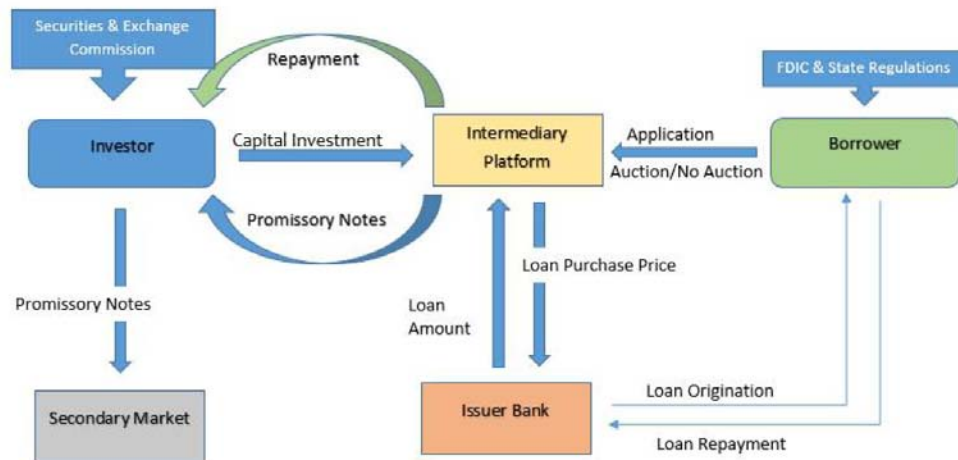 Securities & Exchange
Commission
Repayment
FDIC & State Regulations
Investor
Capital Investment
Intermediary
Platform
Application
Auction/No Auction
Borrower
Promissory Notes
Loan Purchase Price
Promissory Notes
Loan
Amount
Secondary Market
Issuer Bank
Loan Origination
Loan Repayment